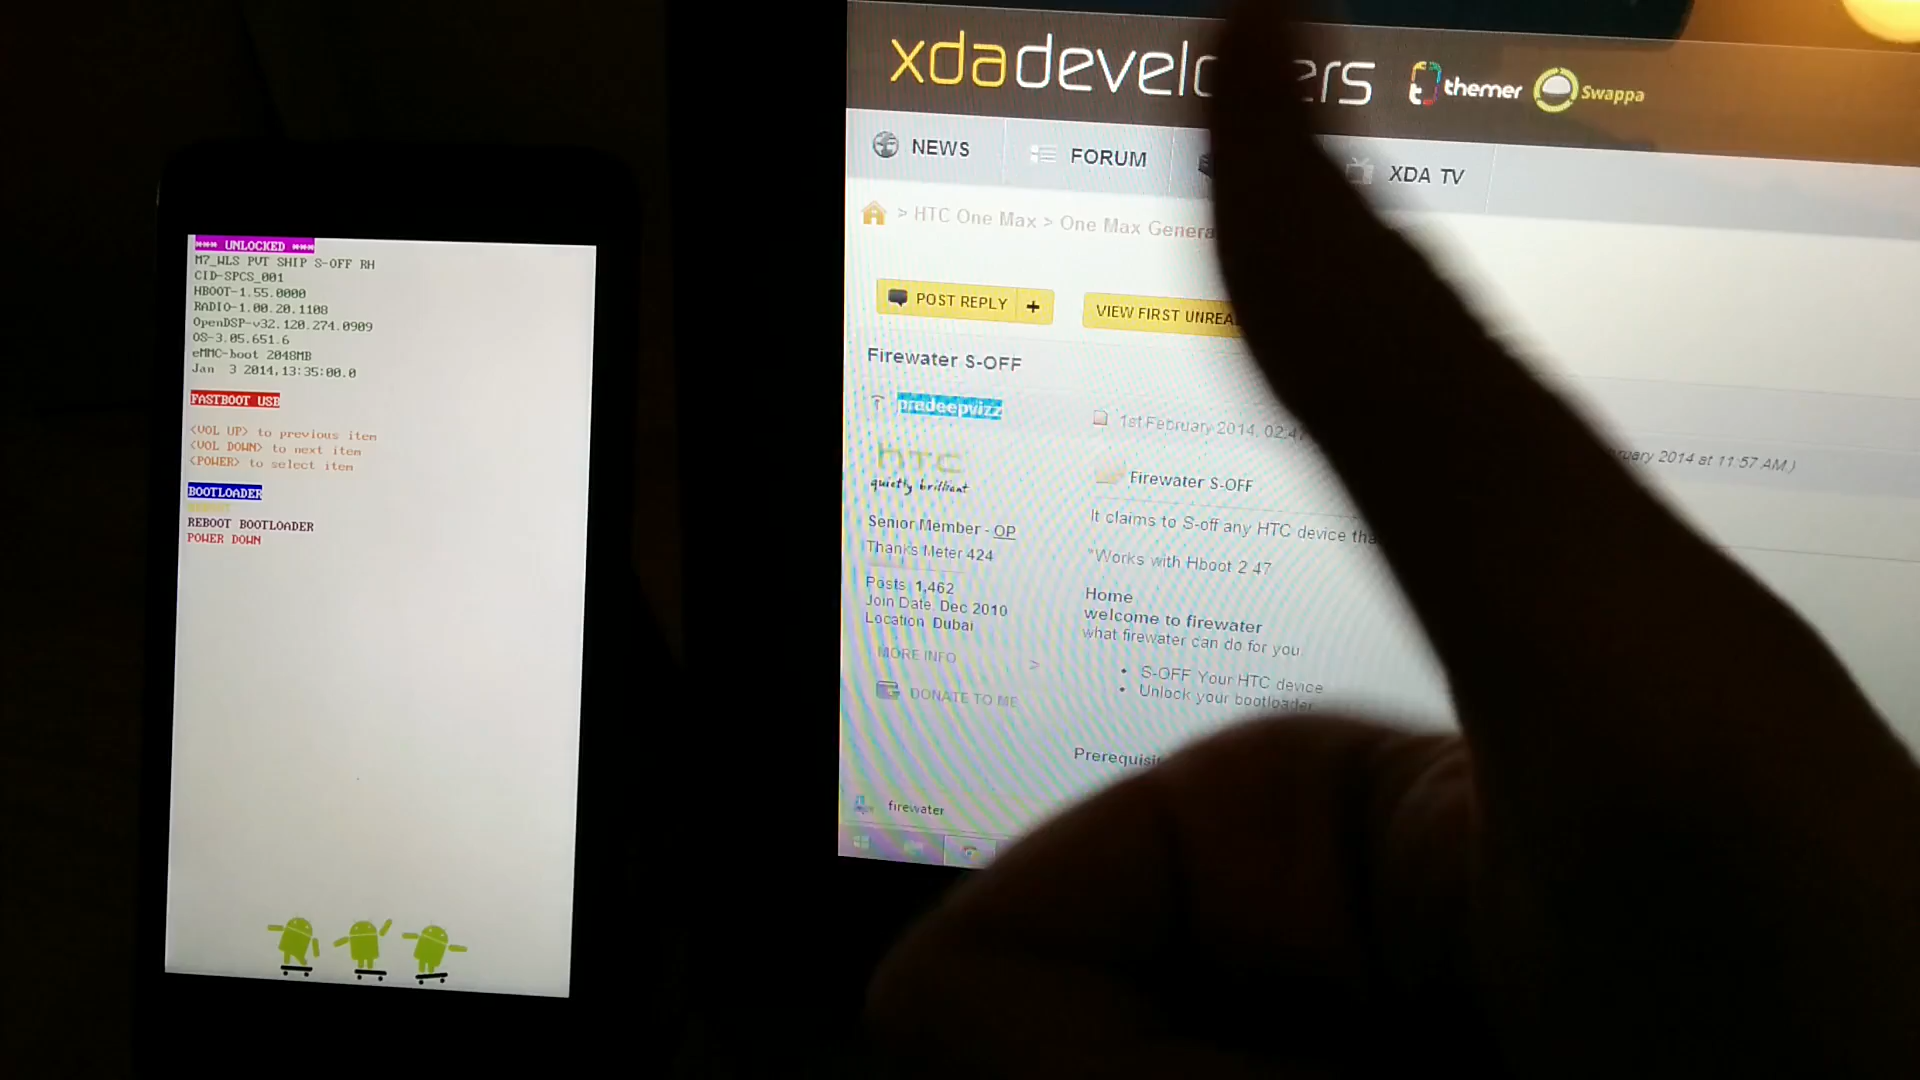 *** UNLOCKED ***
M7_WLS PVT SHIP S-OFF RH
CID-SPCS_001
HBOOT-1.55.0000
RADIO-1.00.20.1108
OpenDSP-v32.120.274.0909
OS-3.05.651.6
eMMC-boot 2048MB
Jan 3 2014,13:35:00.0
FASTBOOT USB
<VOL UP> to previous item
<VOL DOWN> to next item
<POWER> to select item
BOOTLOADER
REBOOT
REBOOT BOOTLOADER
POWER DOWN
xdadevel ers
themer
Swappa
NEWS
FORUM
XDA TV
> HTC One Max > One Max Genera
POST REPLY +
VIEW FIRST UNREA
Firewater S-OFF
pradeepvizz
1st February 2014, 02:4
ruary 2014 at 11:57 AM.)
hTC
quietly brilliant
Firewater S-OFF
It claims to S-off any HTC device tha
"Works with Hboot 2.47
Senior Member - OP
Thanks Meter 424
Posts: 1,462
Join Date: Dec 2010
Location: Dubai
MORE INFO >
DONATE TO ME
Home
welcome to firewater
what firewater can do for you.
• S-OFF Your HTC device
• Unlock your bootloader
Prerequisi
firewater